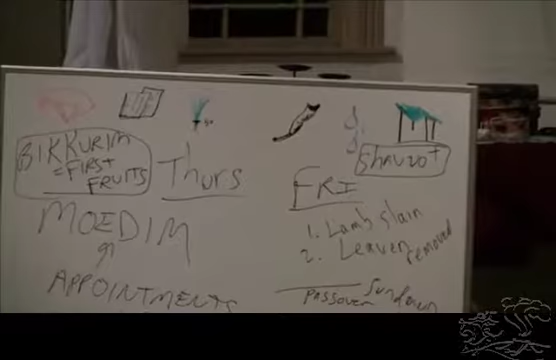 BIKKURIM
= FIRST
FRUITS
Thurs
MOEDIM
APPOINTMENTS
FRI
1. Lamb slain
2. Leaven removed
PASSOVER Sundown
Shavuot